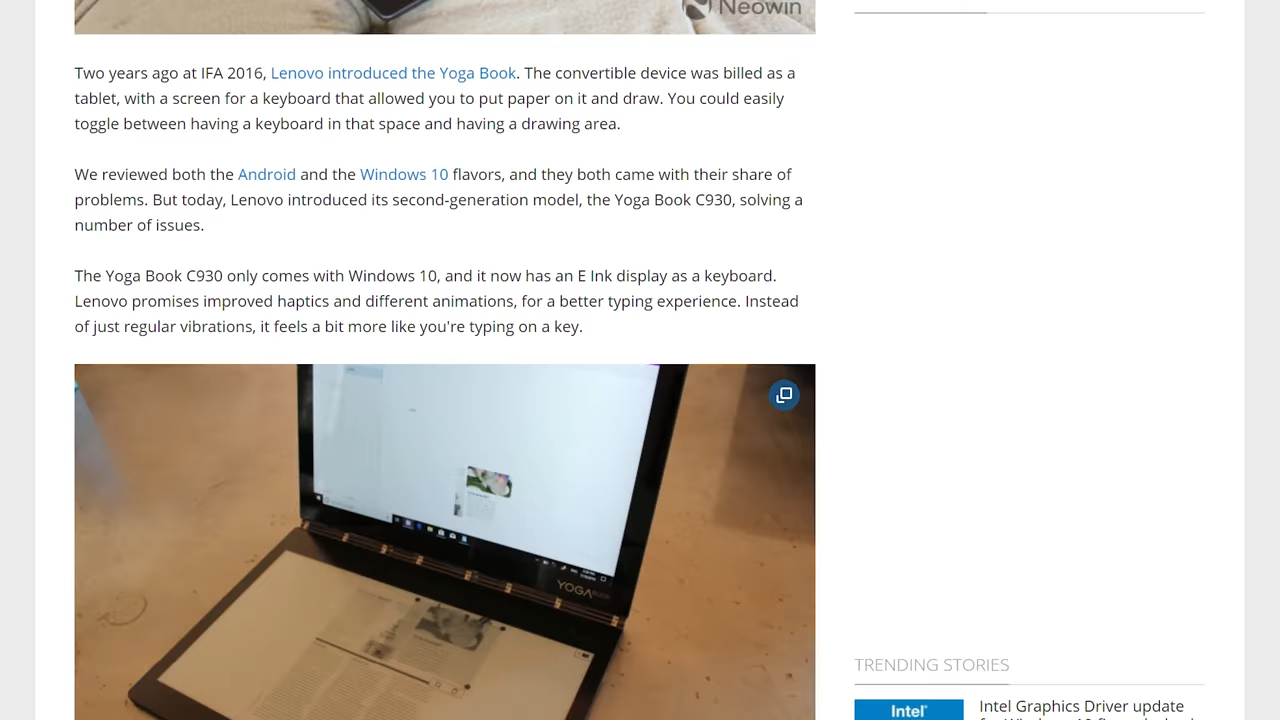 Neowin
Two years ago at IFA 2016, Lenovo introduced the Yoga Book. The convertible device was billed as a
tablet, with a screen for a keyboard that allowed you to put paper on it and draw. You could easily
toggle between having a keyboard in that space and having a drawing area.
We reviewed both the Android and the Windows 10 flavors, and they both came with their share of
problems. But today, Lenovo introduced its second-generation model, the Yoga Book C930, solving a
number of issues.
The Yoga Book C930 only comes with Windows 10, and it now has an E Ink display as a keyboard.
Lenovo promises improved haptics and different animations, for a better typing experience. Instead
of just regular vibrations, it feels a bit more like you're typing on a key.
YOGA BOOK
TRENDING STORIES
Intel
Intel Graphics Driver update